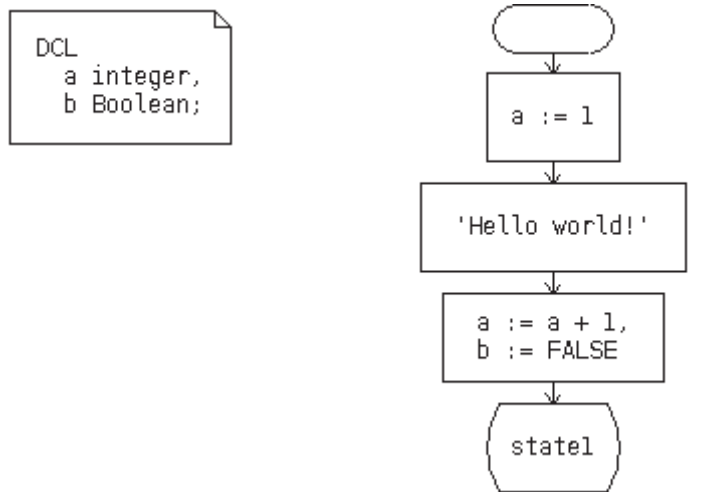 DCL
a integer,
b Boolean;
a := 1
'Hello world!'
a := a + 1,
b := FALSE
state1